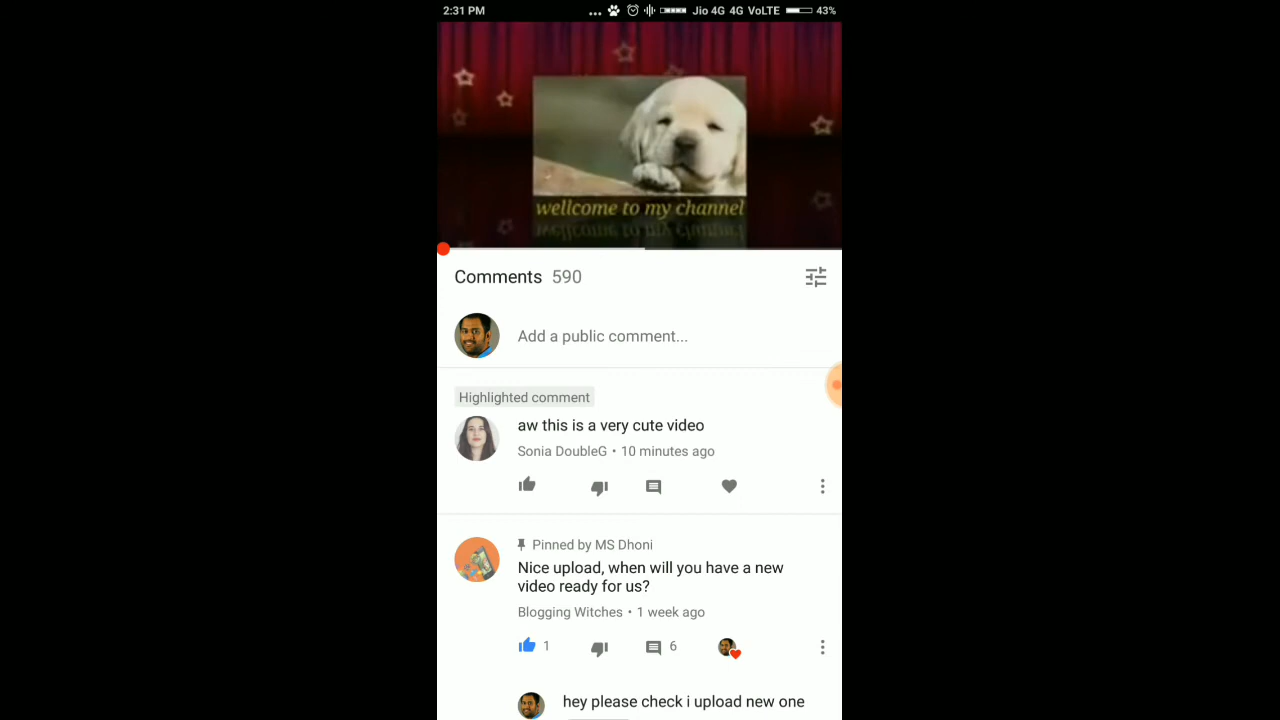 2:31 PM ... Jio 4G 4G VoLTE 43%
wellcome to my channel
Comments 590
Add a public comment...
Highlighted comment
aw this is a very cute video
Sonia DoubleG • 10 minutes ago
Pinned by MS Dhoni
Nice upload, when will you have a new
video ready for us?
Blogging Witches • 1 week ago
1 6
hey please check i upload new one